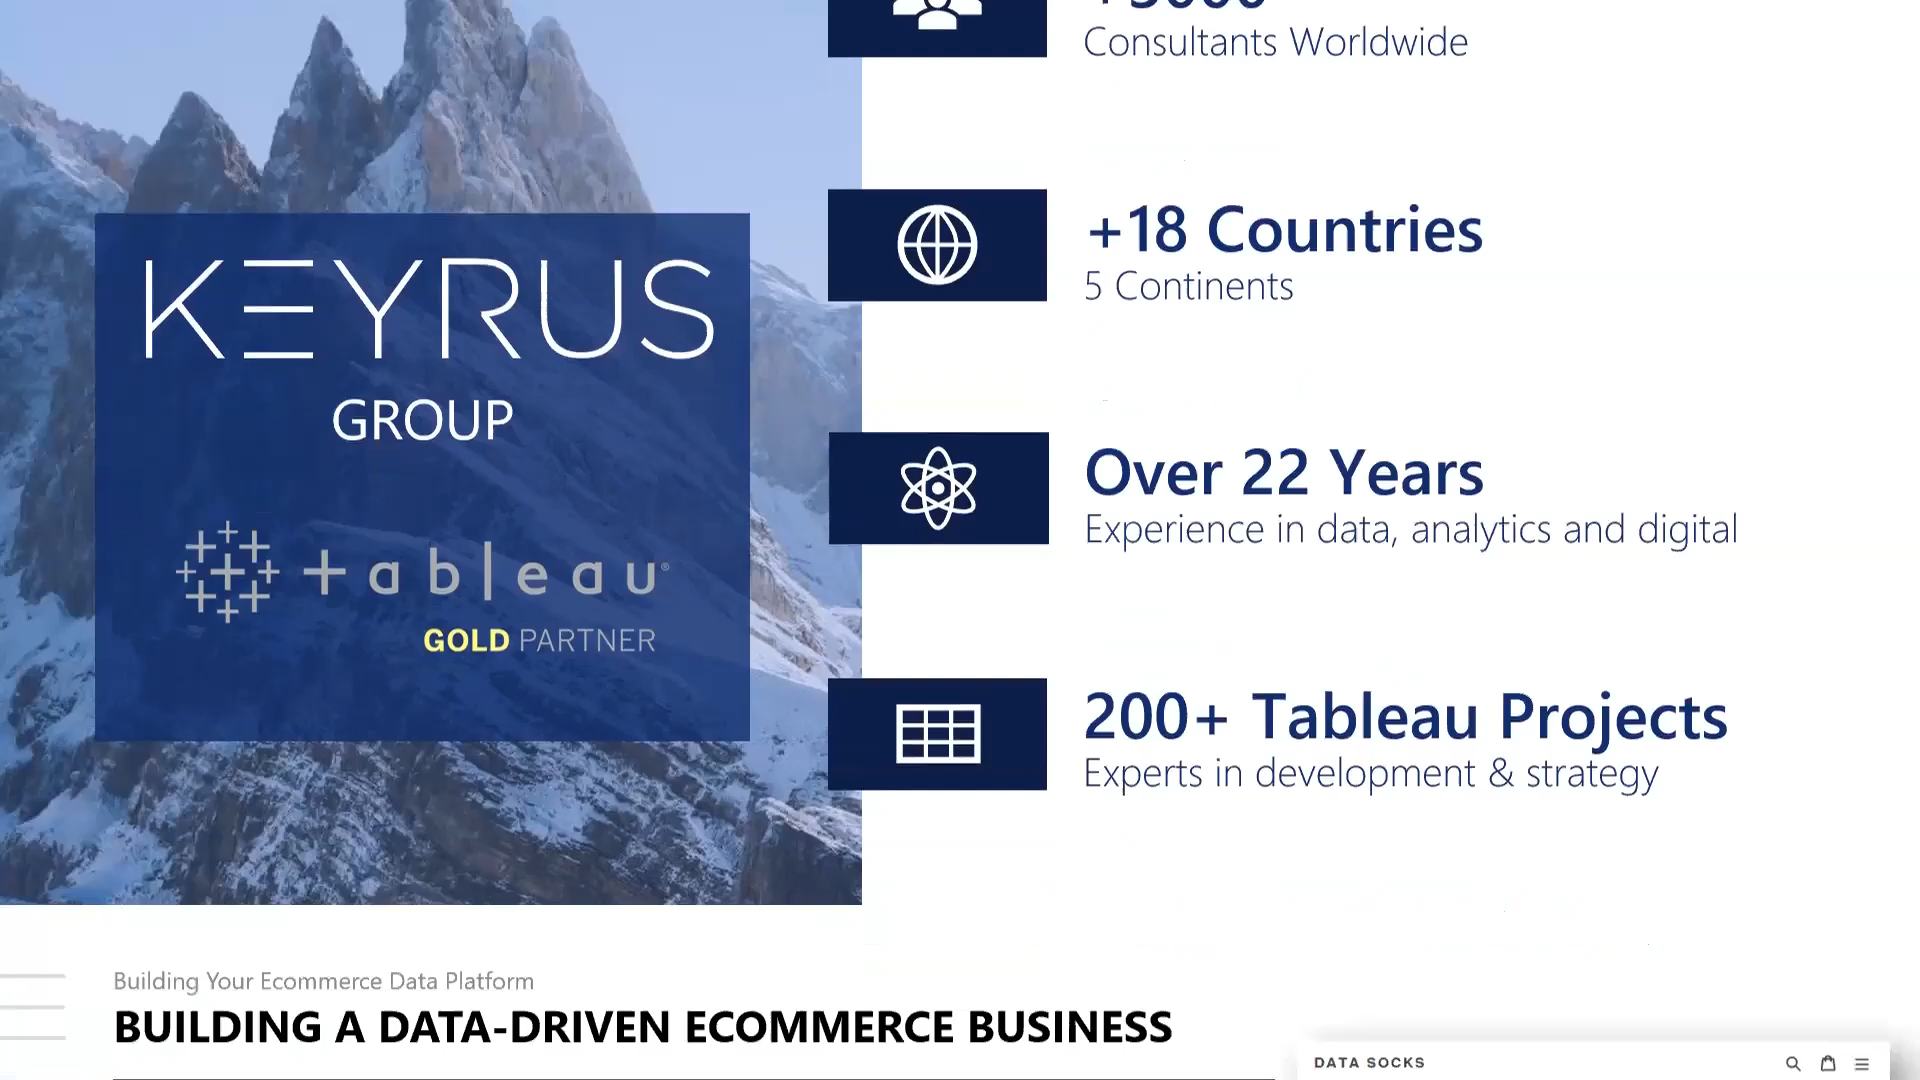 Consultants Worldwide
KEYRUS
GROUP
+ableau®
GOLD PARTNER
+18 Countries
5 Continents
Over 22 Years
Experience in data, analytics and digital
200+ Tableau Projects
Experts in development & strategy
Building Your Ecommerce Data Platform
BUILDING A DATA-DRIVEN ECOMMERCE BUSINESS
DATA SOCKS